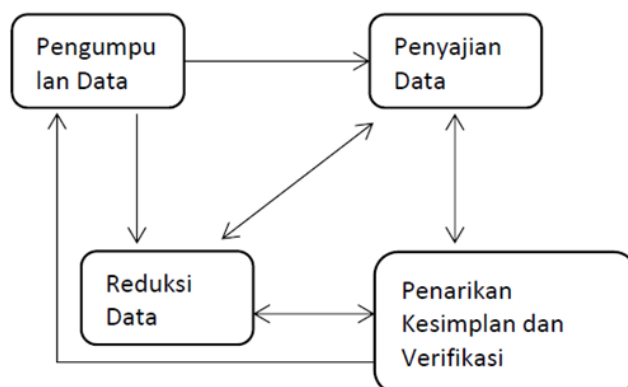 Pengumpu
lan Data
Penyajian
Data
Reduksi
Data
Penarikan
Kesimplan dan
Verifikasi